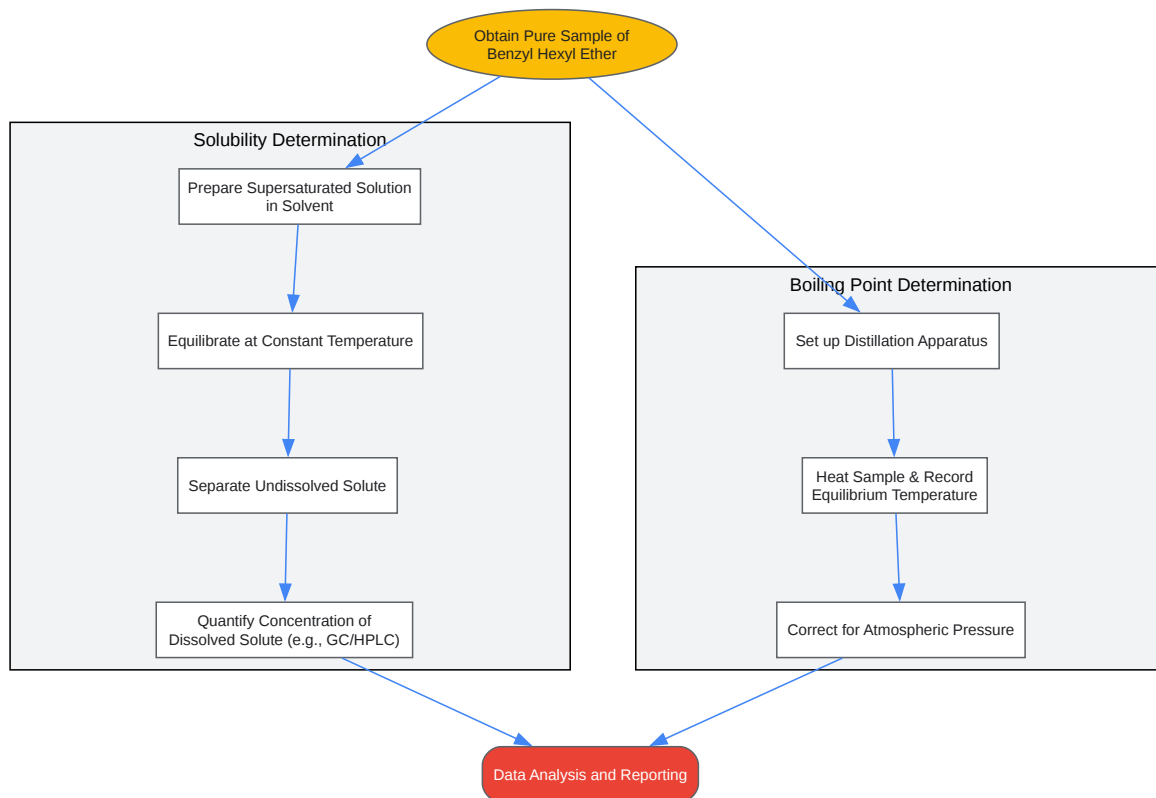 Obtain Pure Sample of
Benzyl Hexyl Ether
Solubility Determination
Prepare Supersaturated Solution
in Solvent
Equilibrate at Constant Temperature
Separate Undissolved Solute
Quantify Concentration of
Dissolved Solute (e.g., GC/HPLC)
Boiling Point Determination
Set up Distillation Apparatus
Heat Sample & Record
Equilibrium Temperature
Correct for Atmospheric Pressure
Data Analysis and Reporting